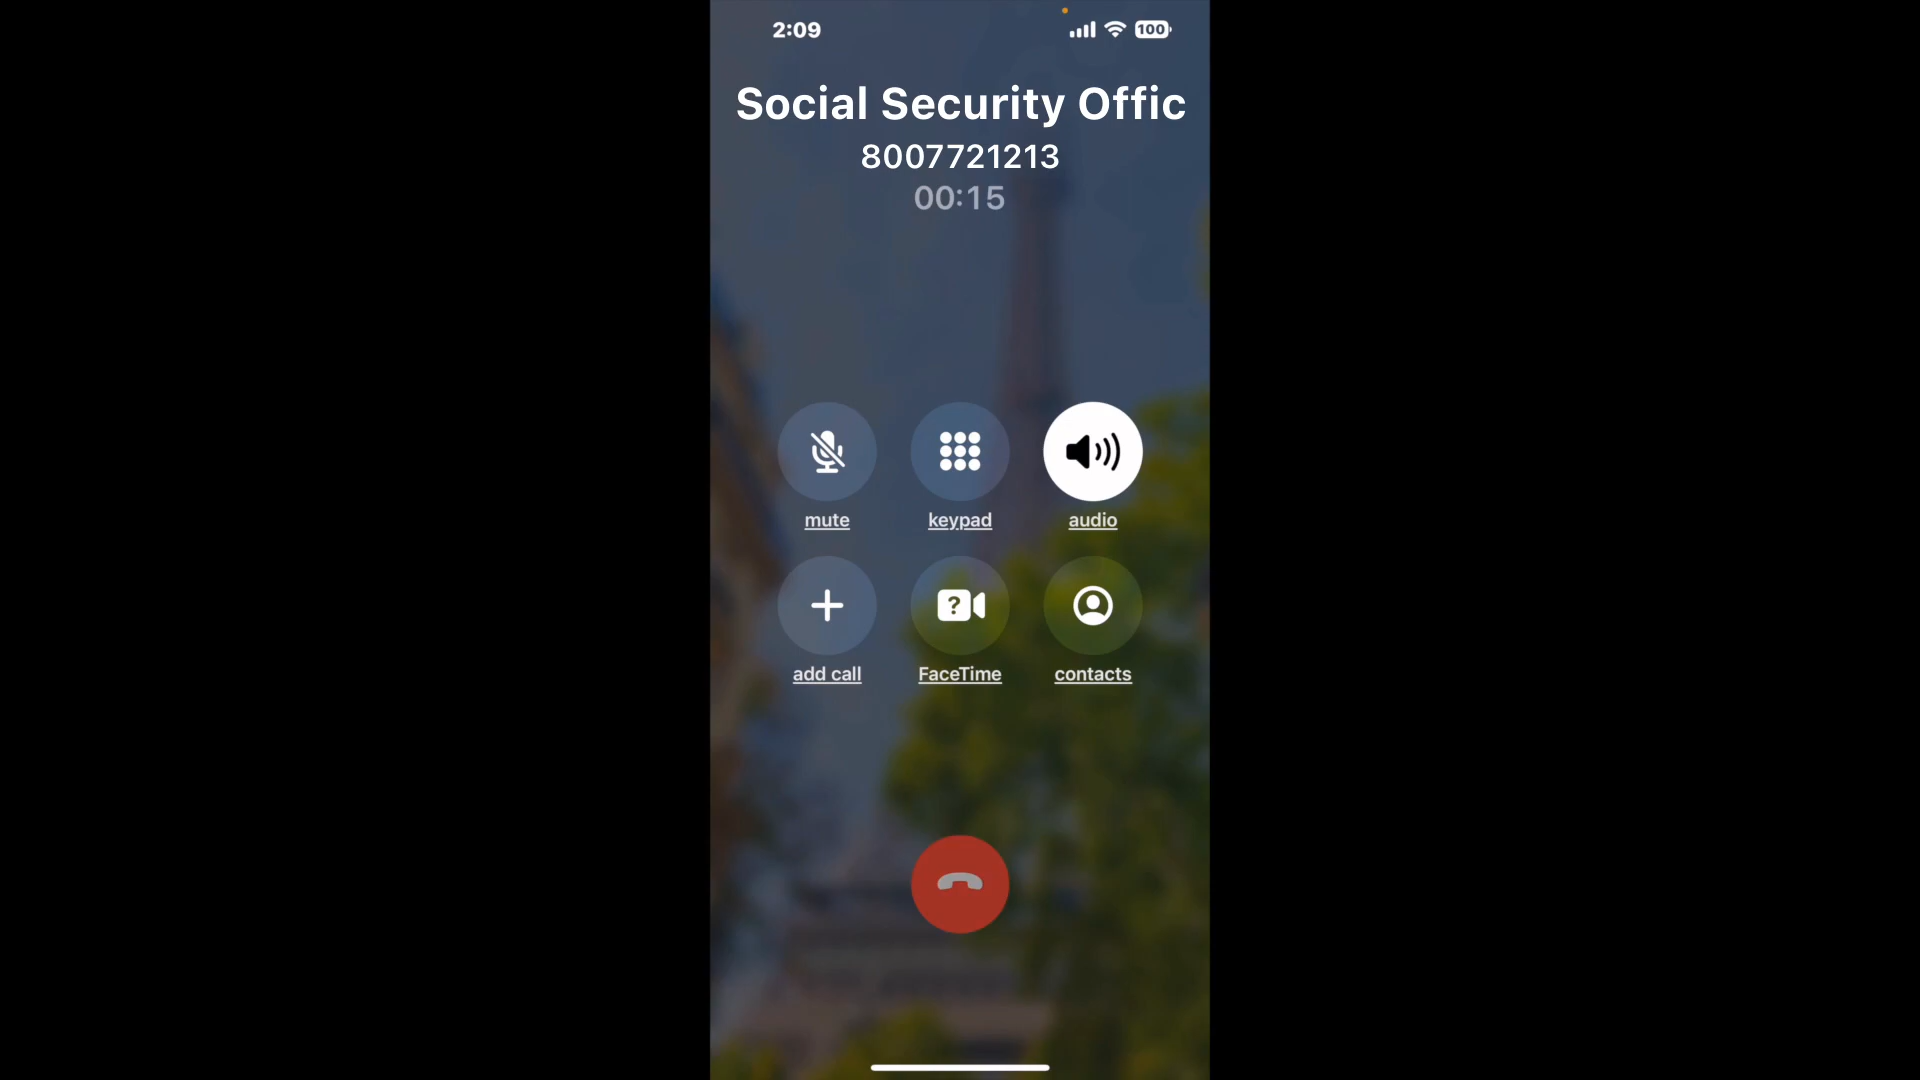 2:09
100
Social Security Offic
8007721213
00:15
mute
keypad
audio
?
add call
FaceTime
contacts